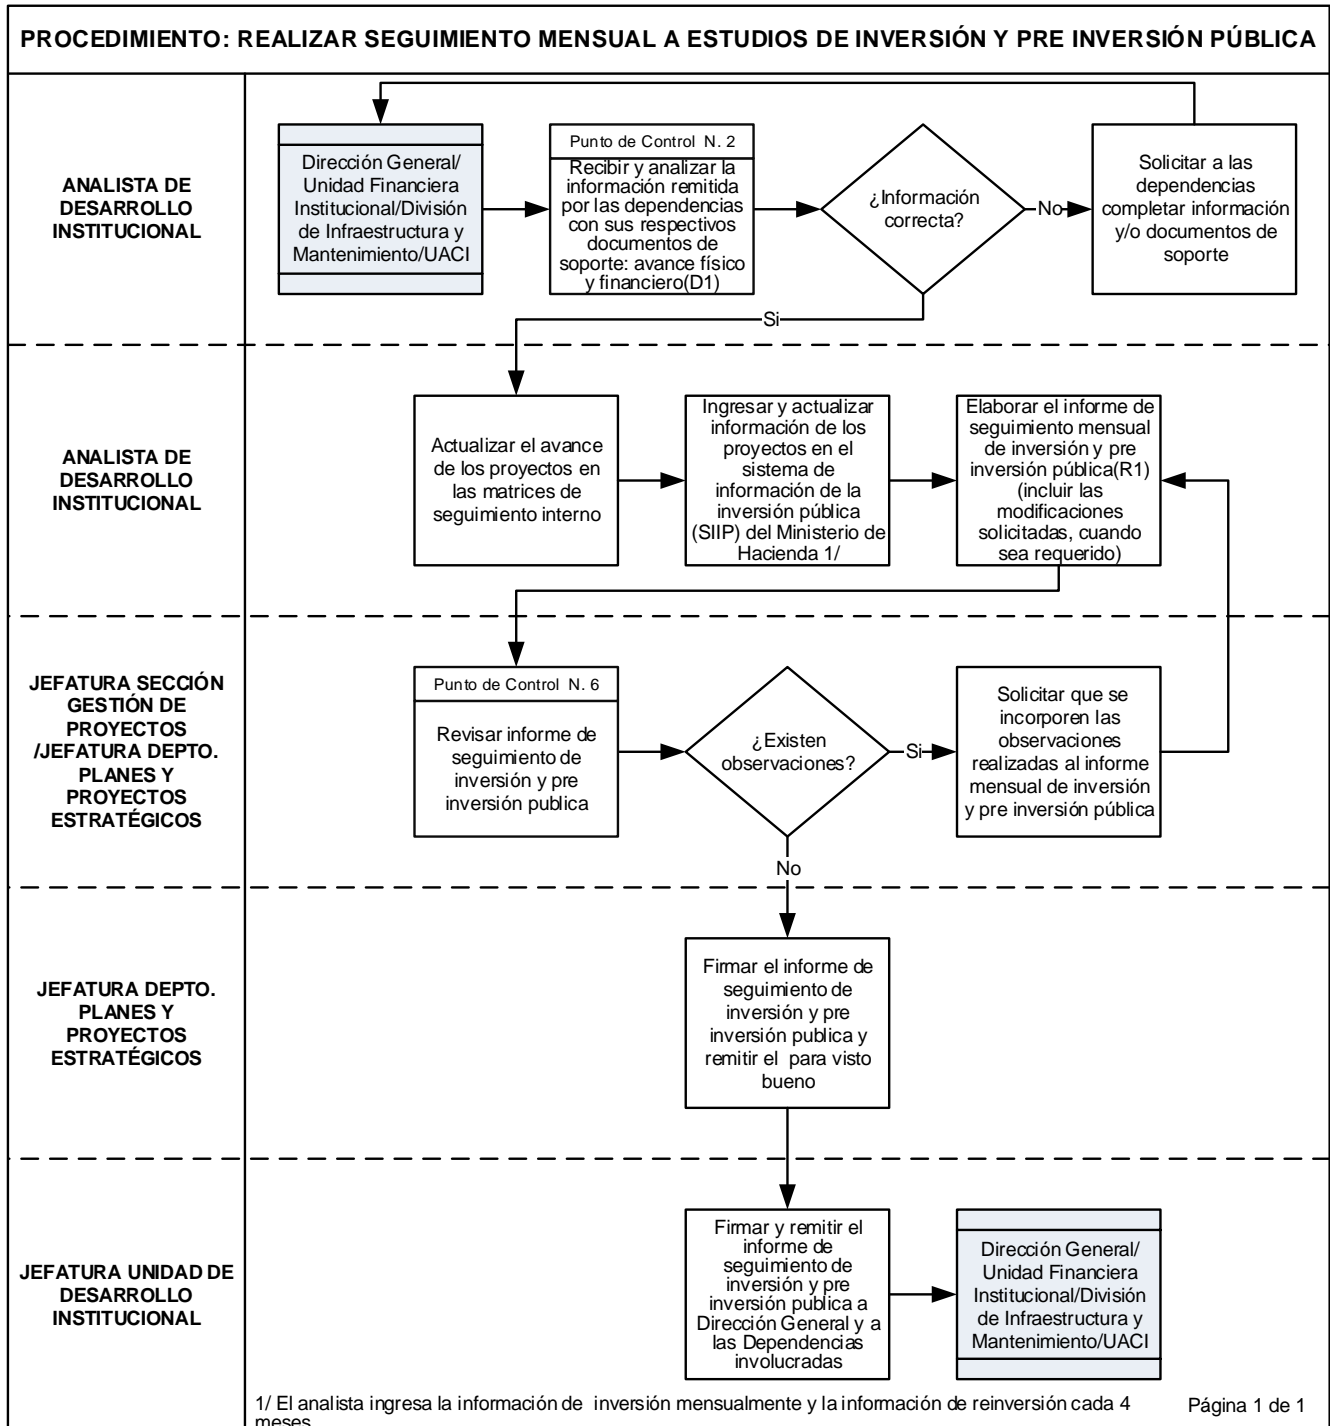 PROCEDIMIENTO: REALIZAR SEGUIMIENTO MENSUAL A ESTUDIOS DE INVERSIÓN Y PRE INVERSIÓN PÚBLICA
ANALISTA DE
DESARROLLO
INSTITUCIONAL
Dirección General/
Unidad Financiera
Institucional/División
de Infraestructura y
Mantenimiento/UACI
Punto de Control N. 2
Recibir y analizar la
información remitida
por las dependencias
con sus respectivos
documentos de
soporte: avance físico
y financiero(D1)
¿Información
correcta?
No
Solicitar a las
dependencias
completar información
y/o documentos de
soporte
Si
ANALISTA DE
DESARROLLO
INSTITUCIONAL
Actualizar el avance
de los proyectos en
las matrices de
seguimiento interno
Ingresar y actualizar
información de los
proyectos en el
sistema de
información de la
inversión pública
(SIIP) del Ministerio de
Hacienda 1/
Elaborar el informe de
seguimiento mensual
de inversión y pre
inversión pública(R1)
(incluir las
modificaciones
solicitadas, cuando
sea requerido)
JEFATURA SECCIÓN
GESTIÓN DE
PROYECTOS
/JEFATURA DEPTO.
PLANES Y
PROYECTOS
ESTRATÉGICOS
Punto de Control N. 6
Revisar informe de
seguimiento de
inversión y pre
inversión publica
¿Existen
observaciones?
Si
Solicitar que se
incorporen las
observaciones
realizadas al informe
mensual de inversión
y pre inversión pública
No
JEFATURA DEPTO.
PLANES Y
PROYECTOS
ESTRATÉGICOS
Firmar el informe de
seguimiento de
inversión y pre
inversión publica y
remitir el para visto
bueno
JEFATURA UNIDAD DE
DESARROLLO
INSTITUCIONAL
Firmar y remitir el
informe de
seguimiento de
inversión y pre
inversión publica a
Dirección General y a
las Dependencias
involucradas
Dirección General/
Unidad Financiera
Institucional/División
de Infraestructura y
Mantenimiento/UACI
1/ El analista ingresa la información de inversión mensualmente y la información de reinversión cada 4
meses
Página 1 de 1